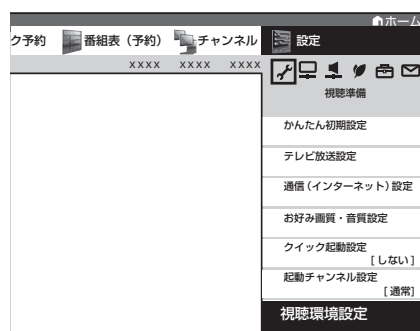 ホーム
ク予約 番組表（予約） チャンネル 設定
xxxx xxxx xxxx
視聴準備
かんたん初期設定
テレビ放送設定
通信（インターネット）設定
お好み画質・音質設定
クイック起動設定
[しない]
起動チャンネル設定
[通常]
視聴環境設定